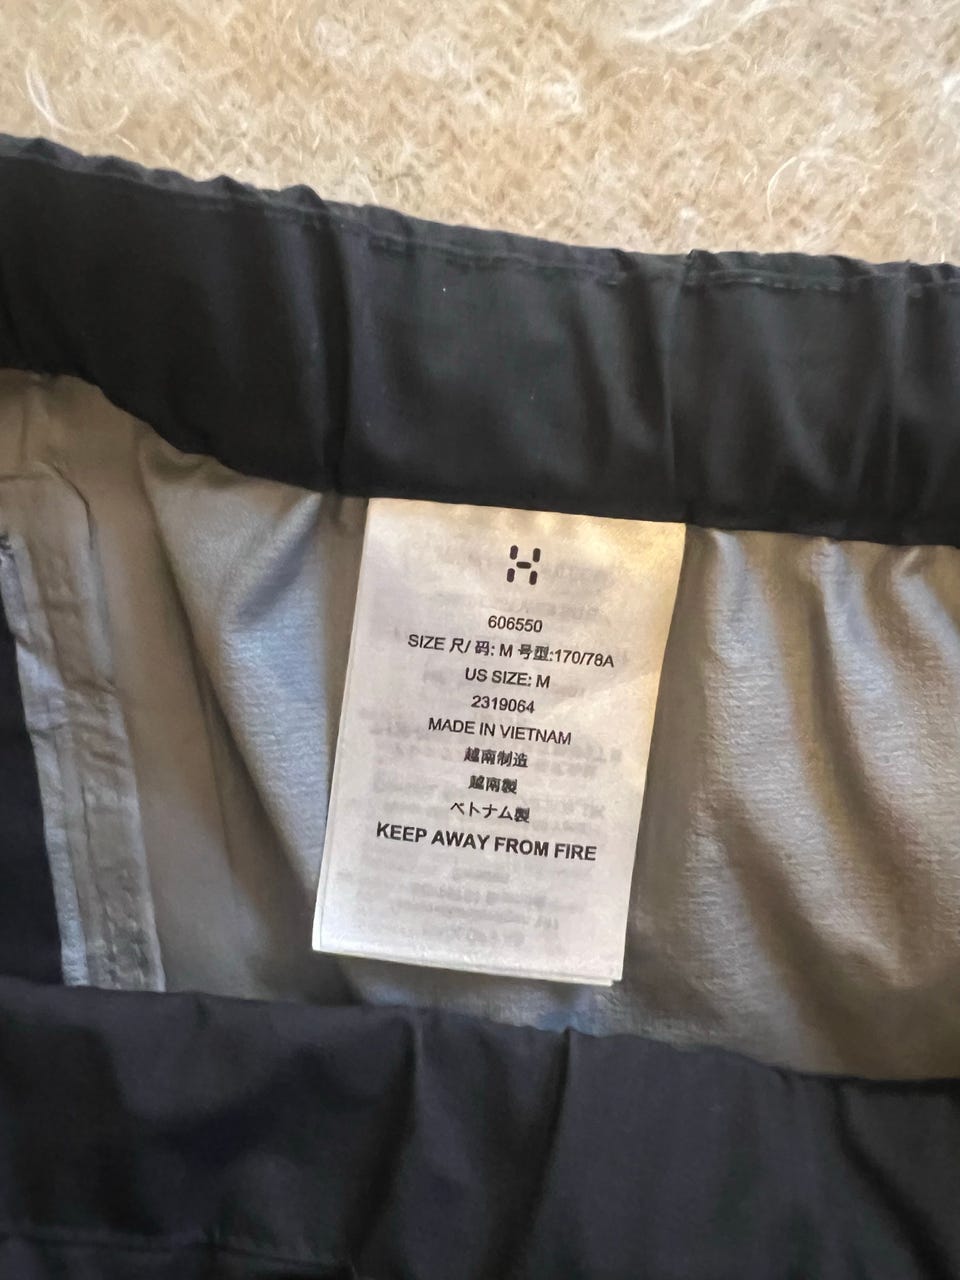 606550
SIZE 尺/ 码: M 号型:170/78A
US SIZE: M
2319064
MADE IN VIETNAM
越南制造
越南製
ベトナム製
KEEP AWAY FROM FIRE